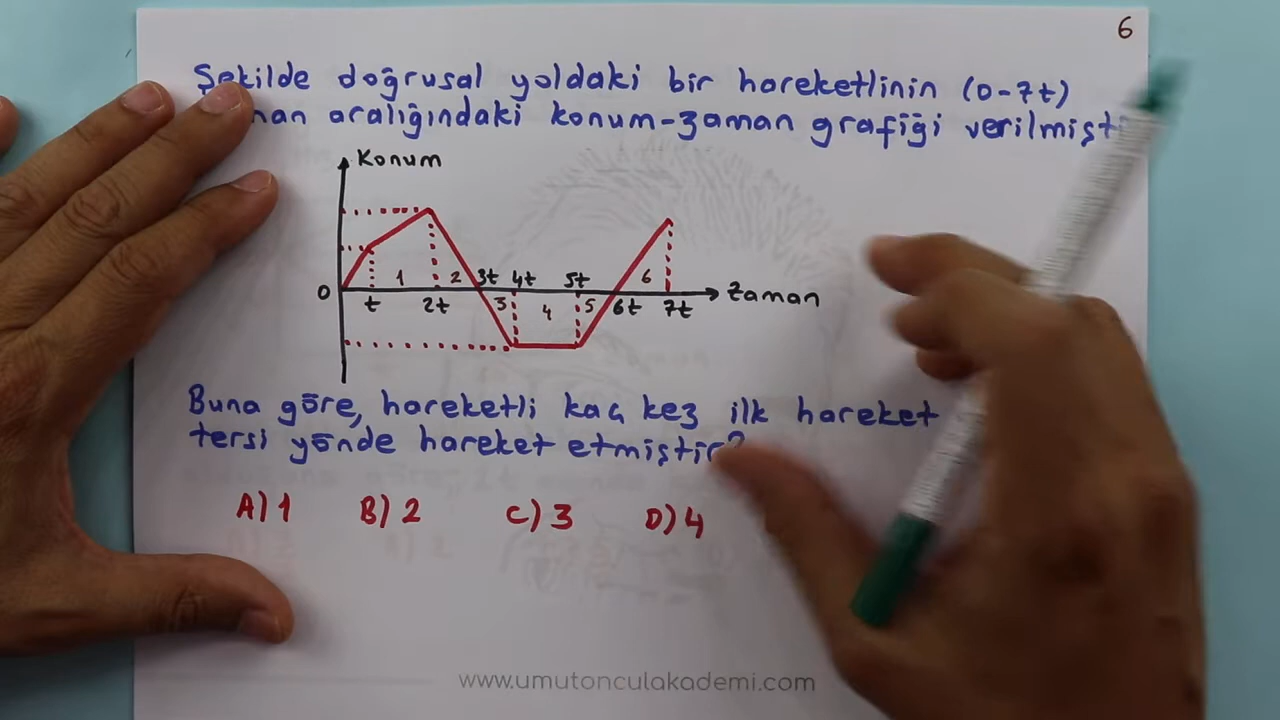 6
Şekilde doğrusal yoldaki bir hareketlinin (0-7t)
aralığındaki konum-zaman grafiği
Konum
1 2 3t 4t 5t 6
0 t 2t 3 4 5 6t 7t Zaman
Buna göre, hareketli kaç kez ilk hareket
tersi yönde hareket etmiştir?
A) 1 B) 2 C) 3 D) 4
www.umutonculakademi.com